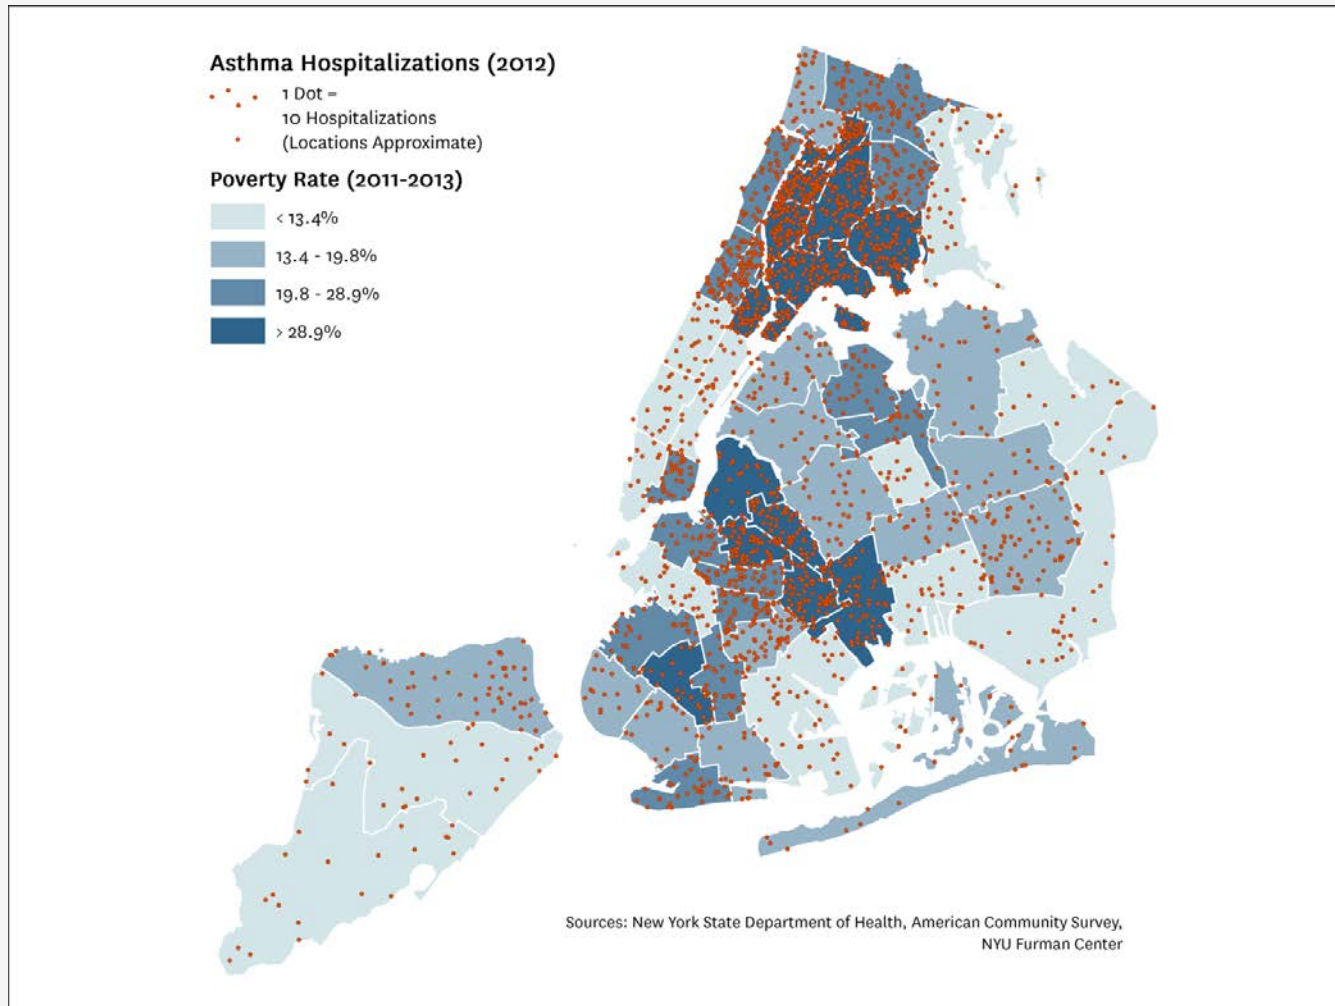 Asthma Hospitalizations (2012)
1 Dot =
10 Hospitalizations
(Locations Approximate)
Poverty Rate (2011-2013)
< 13.4%
13.4 - 19.8%
19.8 - 28.9%
> 28.9%
Sources: New York State Department of Health, American Community Survey,
NYU Furman Center